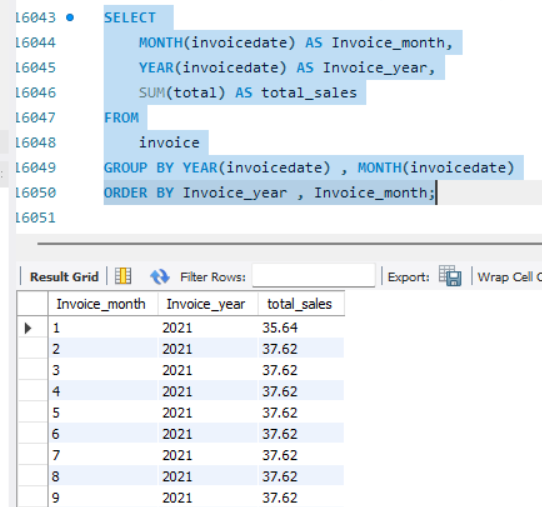 16043 SELECT
16044 MONTH(invoicedate) AS Invoice_month,
16045 YEAR(invoicedate) AS Invoice_year,
16046 SUM(total) AS total_sales
16047 FROM
16048 invoice
16049 GROUP BY YEAR(invoicedate) , MONTH(invoicedate)
16050 ORDER BY Invoice_year , Invoice_month;
16051
Result Grid Filter Rows: Export: Wrap Cell C
Invoice_month Invoice_year total_sales
1 2021 35.64
2 2021 37.62
3 2021 37.62
4 2021 37.62
5 2021 37.62
6 2021 37.62
7 2021 37.62
8 2021 37.62
9 2021 37.62